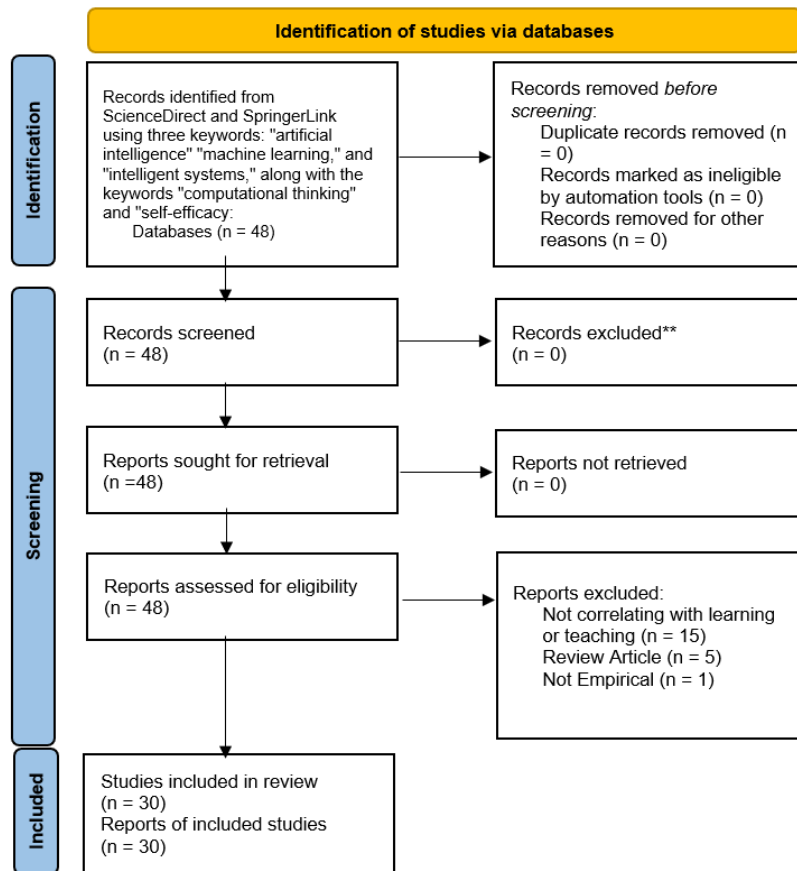 Identification of studies via databases
Identification
Records identified from
ScienceDirect and SpringerLink
using three keywords: "artificial
intelligence" "machine learning," and
"intelligent systems," along with the
keywords "computational thinking"
and "self-efficacy:
Databases (n = 48)
Records removed before
screening:
Duplicate records removed (n
= 0)
Records marked as ineligible
by automation tools (n = 0)
Records removed for other
reasons (n = 0)
Screening
Records screened
(n = 48)
Records excluded**
(n = 0)
Reports sought for retrieval
(n =48)
Reports not retrieved
(n = 0)
Reports assessed for eligibility
(n = 48)
Reports excluded:
Not correlating with learning
or teaching (n = 15)
Review Article (n = 5)
Not Empirical (n = 1)
Included
Studies included in review
(n = 30)
Reports of included studies
(n = 30)